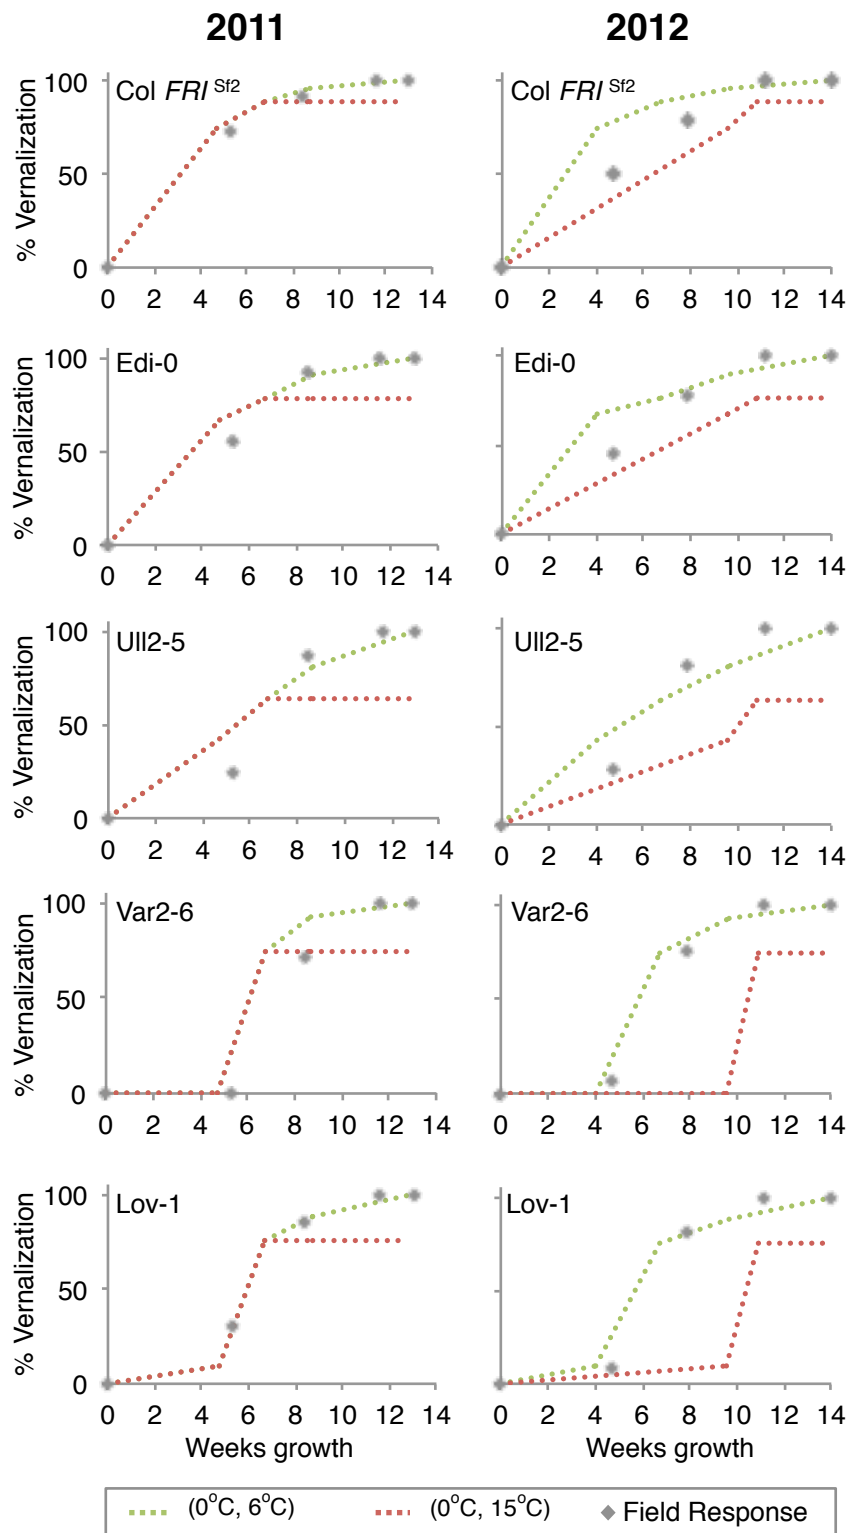 2011 2012
Col FRI Sf2 Col FRI Sf2
% Vernalization
100
50
0
0 2 4 6 8 10 12 14 0 2 4 6 8 10 12 14
Edi-0 Edi-0
% Vernalization
100
50
0
0 2 4 6 8 10 12 14 0 2 4 6 8 10 12 14
Ull2-5 Ull2-5
% Vernalization
100
50
0
0 2 4 6 8 10 12 14 0 2 4 6 8 10 12 14
Var2-6 Var2-6
% Vernalization
100
50
0
0 2 4 6 8 10 12 14 0 2 4 6 8 10 12 14
Lov-1 Lov-1
% Vernalization
100
50
0
0 2 4 6 8 10 12 14 0 2 4 6 8 10 12 14
Weeks growth Weeks growth
(0°C, 6°C) (0°C, 15°C) Field Response